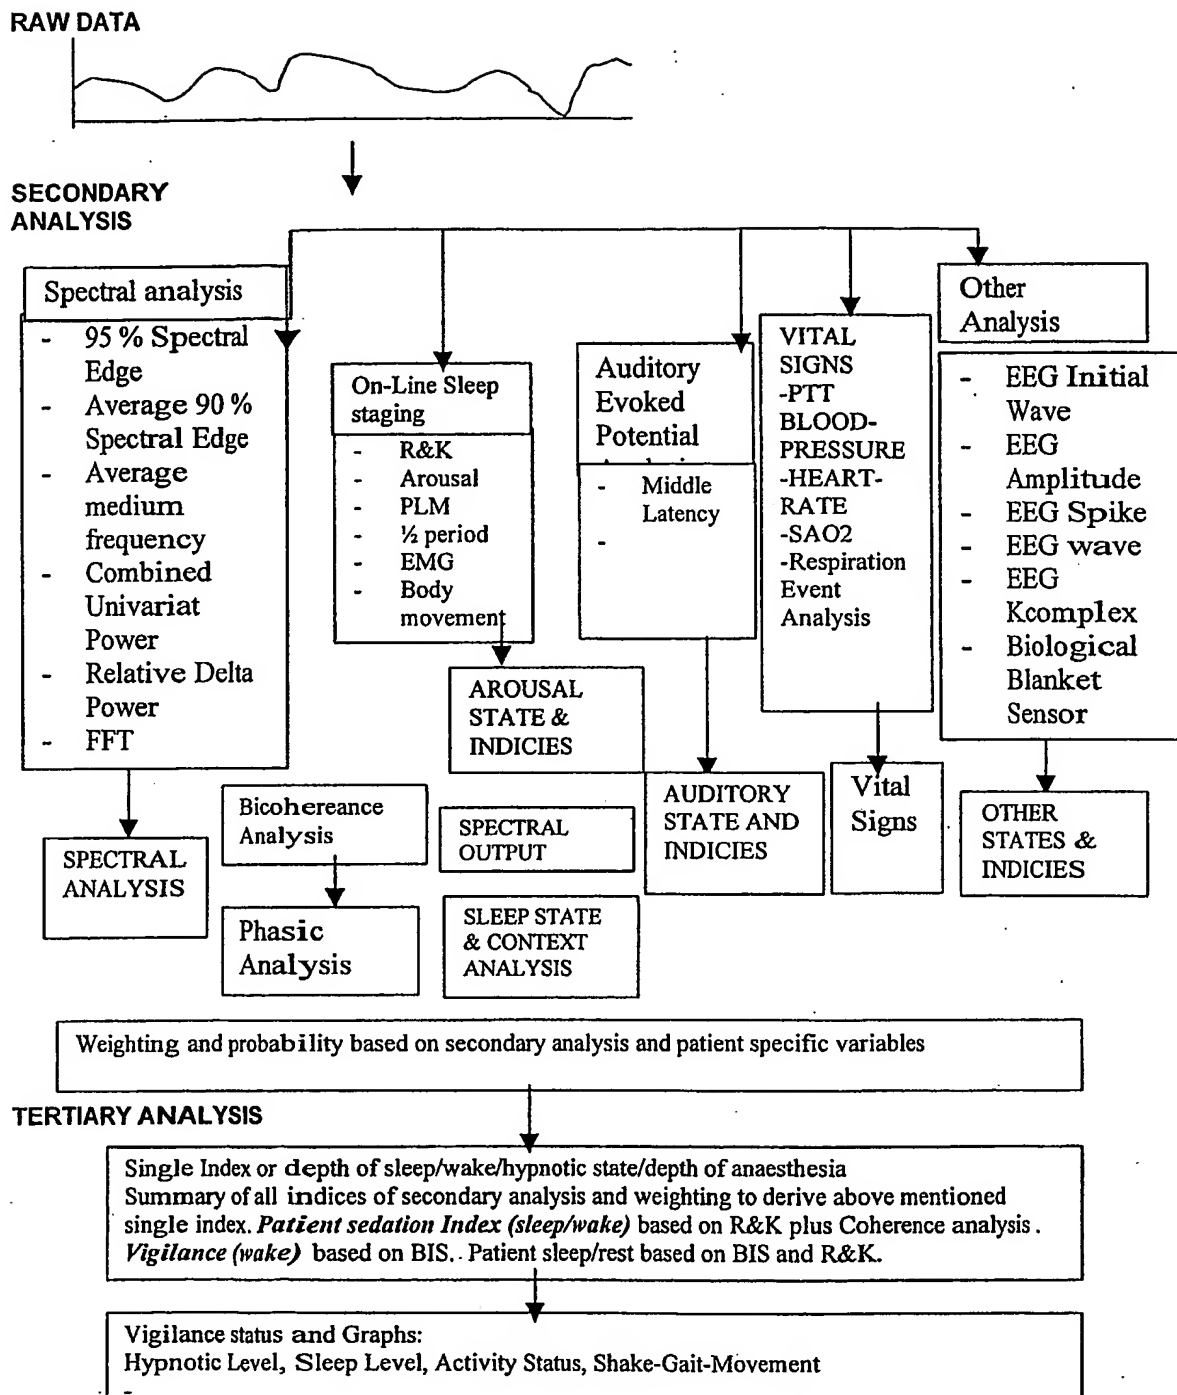 RAW DATA
SECONDARY
ANALYSIS
Spectral analysis
- 95 % Spectral
Edge
- Average 90 %
Spectral Edge
- Average
medium
frequency
- Combined
Univariat
Power
- Relative Delta
Power
- FFT
SPECTRAL
ANALYSIS
On-Line Sleep
staging
- R&K
- Arousal
- PLM
- ½ period
- EMG
- Body
movement
AROUSAL
STATE &
INDICIES
Bicohereance
Analysis
Phasic
Analysis
SPECTRAL
OUTPUT
SLEEP STATE
& CONTEXT
ANALYSIS
Auditory
Evoked
Potential
- Middle
Latency
-
AUDITORY
STATE AND
INDICIES
VITAL
SIGNS
-PTT
BLOOD-
PRESSURE
-HEART-
RATE
-SAO2
-Respiration
Event
Analysis
Vital
Signs
Other
Analysis
- EEG Initial
Wave
- EEG
Amplitude
- EEG Spike
- EEG wave
- EEG
Kcomplex
- Biological
Blanket
Sensor
OTHER
STATES &
INDICIES
Weighting and probability based on secondary analysis and patient specific variables
TERTIARY ANALYSIS
Single Index or depth of sleep/wake/hypnotic state/depth of anaesthesia
Summary of all indices of secondary analysis and weighting to derive above mentioned
single index. Patient sedation Index (sleep/wake) based on R&K plus Coherence analysis.
Vigilance (wake) based on BIS. Patient sleep/rest based on BIS and R&K.
Vigilance status and Graphs:
Hypnotic Level, Sleep Level, Activity Status, Shake-Gait-Movement
-